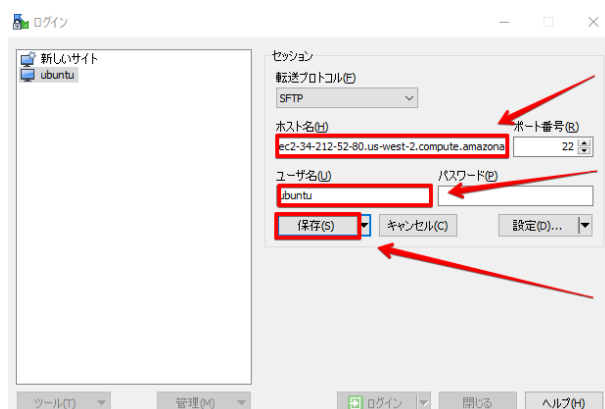 ログイン
新しいサイト
ubuntu
セッション
転送プロトコル(F)
SFTP
ホスト名(H)
ポート番号(R)
ec2-34-212-52-80.us-west-2.compute.amazona
22
ユーザ名(U)
パスワード(P)
ubuntu
保存(S)
キャンセル(C)
設定(D)...
ツール(T)
管理(M)
ログイン
閉じる
ヘルプ(H)